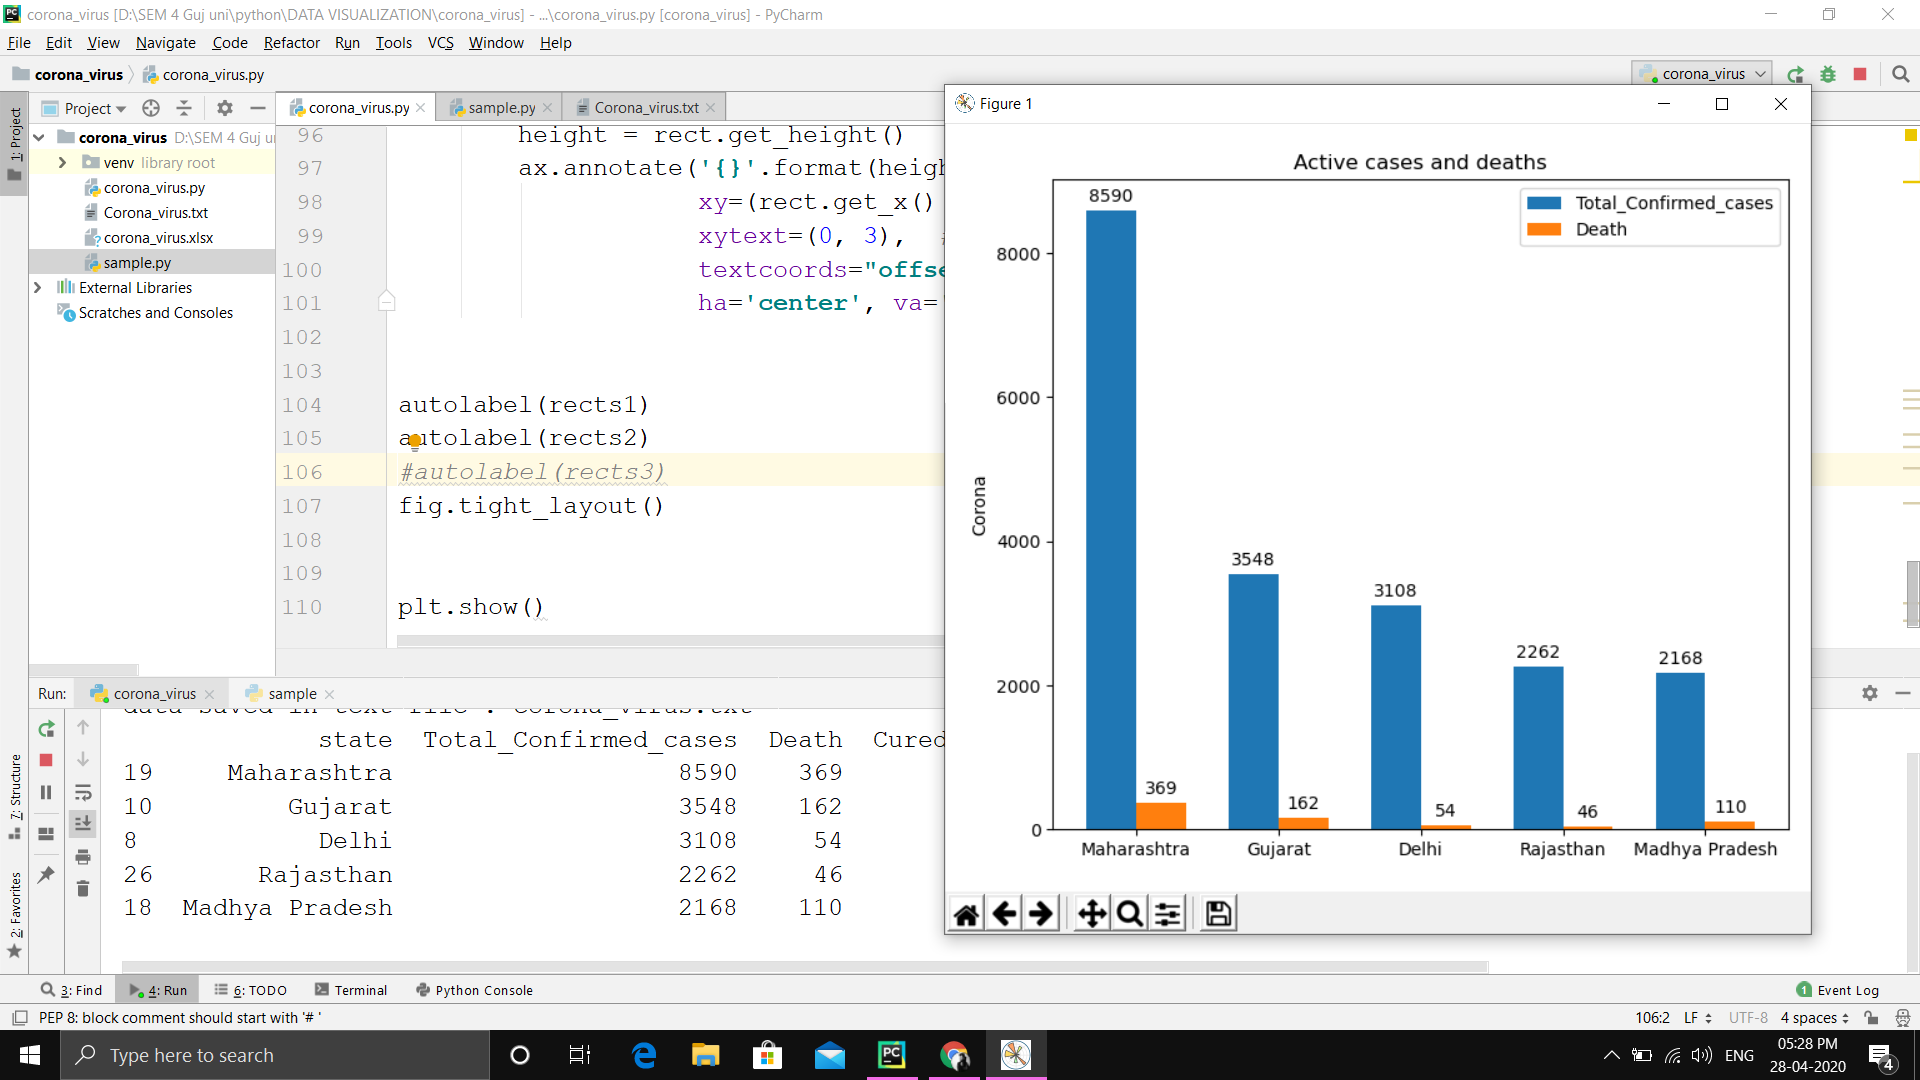 corona_virus [D:\SEM 4 Guj uni\python\DATA VISUALIZATION\corona_virus] - ...\corona_virus.py [corona_virus] - PyCharm
File Edit View Navigate Code Refactor Run Tools VCS Window Help
corona_virus corona_virus.py
corona_virus
Project
corona_virus.py sample.py Corona_virus.txt
1: Project
corona_virus D:\SEM 4 Guj u
venv library root
corona_virus.py
Corona_virus.txt
corona_virus.xlsx
sample.py
External Libraries
Scratches and Consoles
96 height = rect.get_height()
97 ax.annotate('{}'.format(heigh
98 xy=(rect.get_x()
99 xytext=(0, 3),
100 textcoords="offse
101 ha='center', va=
102
103
104 autolabel(rects1)
105 autolabel(rects2)
106 #autolabel(rects3)
107 fig.tight_layout()
108
109
110 plt.show()
Figure 1
Active cases and deaths
Total_Confirmed_cases
Death
Corona
8000
6000
4000
2000
0
8590
3548
3108
2262
2168
369
162
54
46
110
Maharashtra Gujarat Delhi Rajasthan Madhya Pradesh
Run: corona_virus sample
data saved in text file : Corona_virus.txt
state Total_Confirmed_cases Death Cured
19 Maharashtra 8590 369
10 Gujarat 3548 162
8 Delhi 3108 54
26 Rajasthan 2262 46
18 Madhya Pradesh 2168 110
7: Structure
2: Favorites
3: Find 4: Run 6: TODO Terminal Python Console
1 Event Log
PEP 8: block comment should start with '# '
106:2 LF UTF-8 4 spaces
Type here to search
PC
ENG
05:28 PM
28-04-2020
4